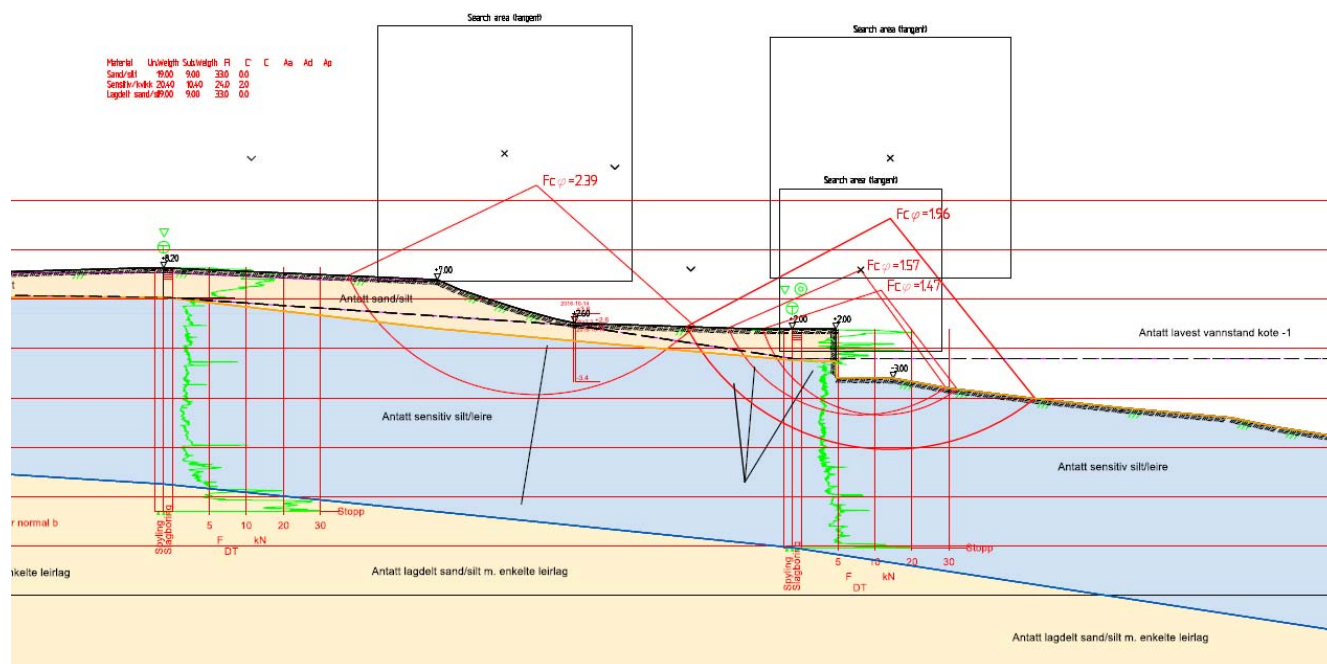 Search area (tangent)
Search area (tangent)
Material Un.Weigth Sub.Weigth Fi C' C Aa Ad Ap
Sand/silt 19.00 9.00 33.0 0.0
Sensitiv/kvikk 20.40 10.40 24.0 2.0
Lagdelt sand/silt 19.00 9.00 33.0 0.0
Search area (tangent)
Fcφ=2.39
Fcφ=1.96
+8.20
+7.00
Fcφ=1.57
Fcφ=1.47
Antatt sand/silt
+2.00
+2.00
Antatt lavest vannstand kote -1
-3.4
-3.00
Antatt sensitiv silt/leire
Antatt sensitiv silt/leire
Stopp
r normal b
5 10 20 30
F kN
DT
Spyling
Slagboring
Stopp
5 10 20 30
F kN
DT
Spyling
Slagboring
nkelte leirlag
Antatt lagdelt sand/silt m. enkelte leirlag
Antatt lagdelt sand/silt m. enkelte leirlag